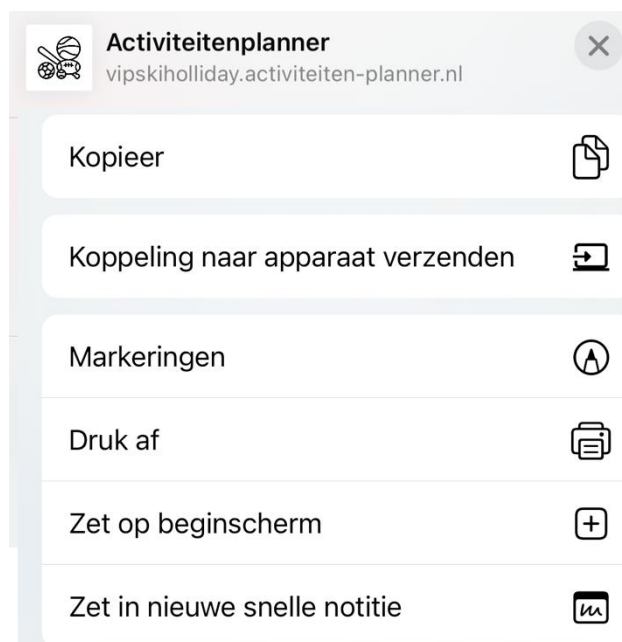 Activiteitenplanner
vipskiholliday.activiteiten-planner.nl
Kopieer
Koppeling naar apparaat verzenden
Markeringen
Druk af
Zet op beginscherm
Zet in nieuwe snelle notitie